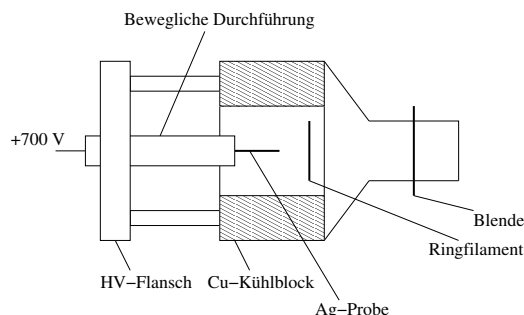 Bewegliche Durchführung
+700 V
Blende
Ringfilament
HV−Flansch
Cu−Kühlblock
Ag−Probe